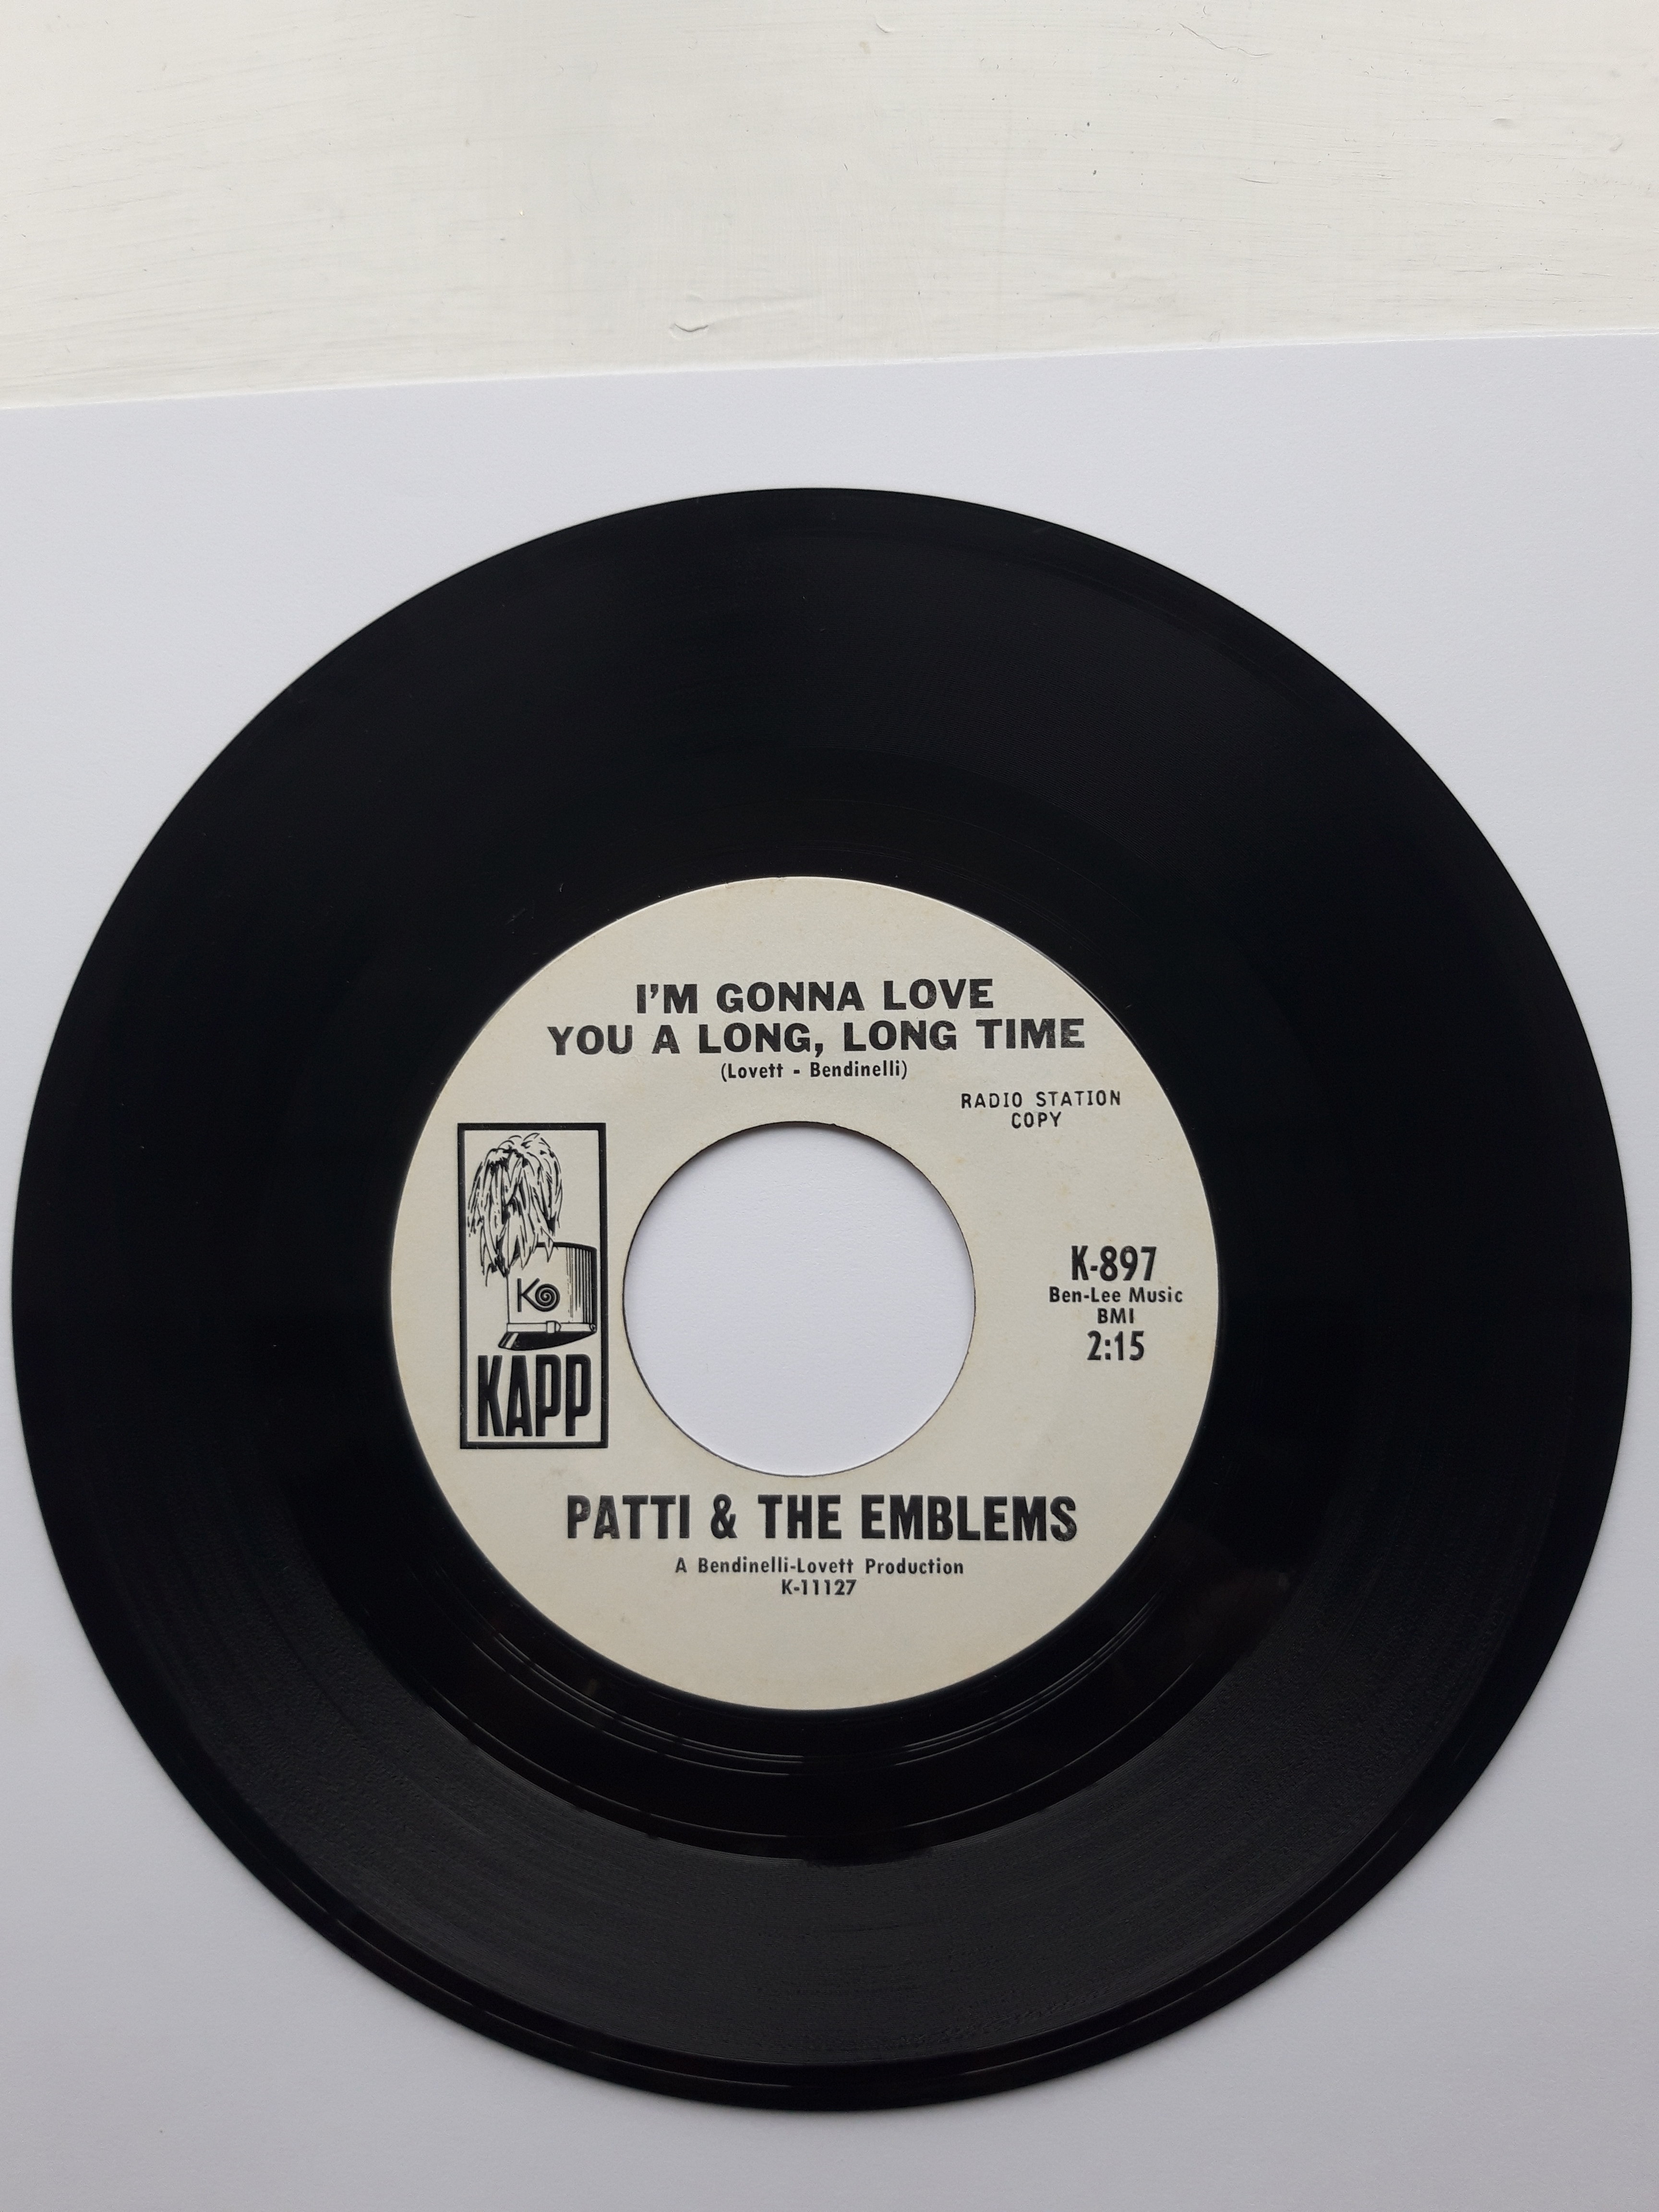 I'M GONNA LOVE
YOU A LONG, LONG TIME
(Lovett - Bendinelli)
RADIO STATION
COPY
K
KAPP
K-897
Ben-Lee Music
BMI
2:15
PATTI & THE EMBLEMS
A Bendinelli-Lovett Production
K-11127